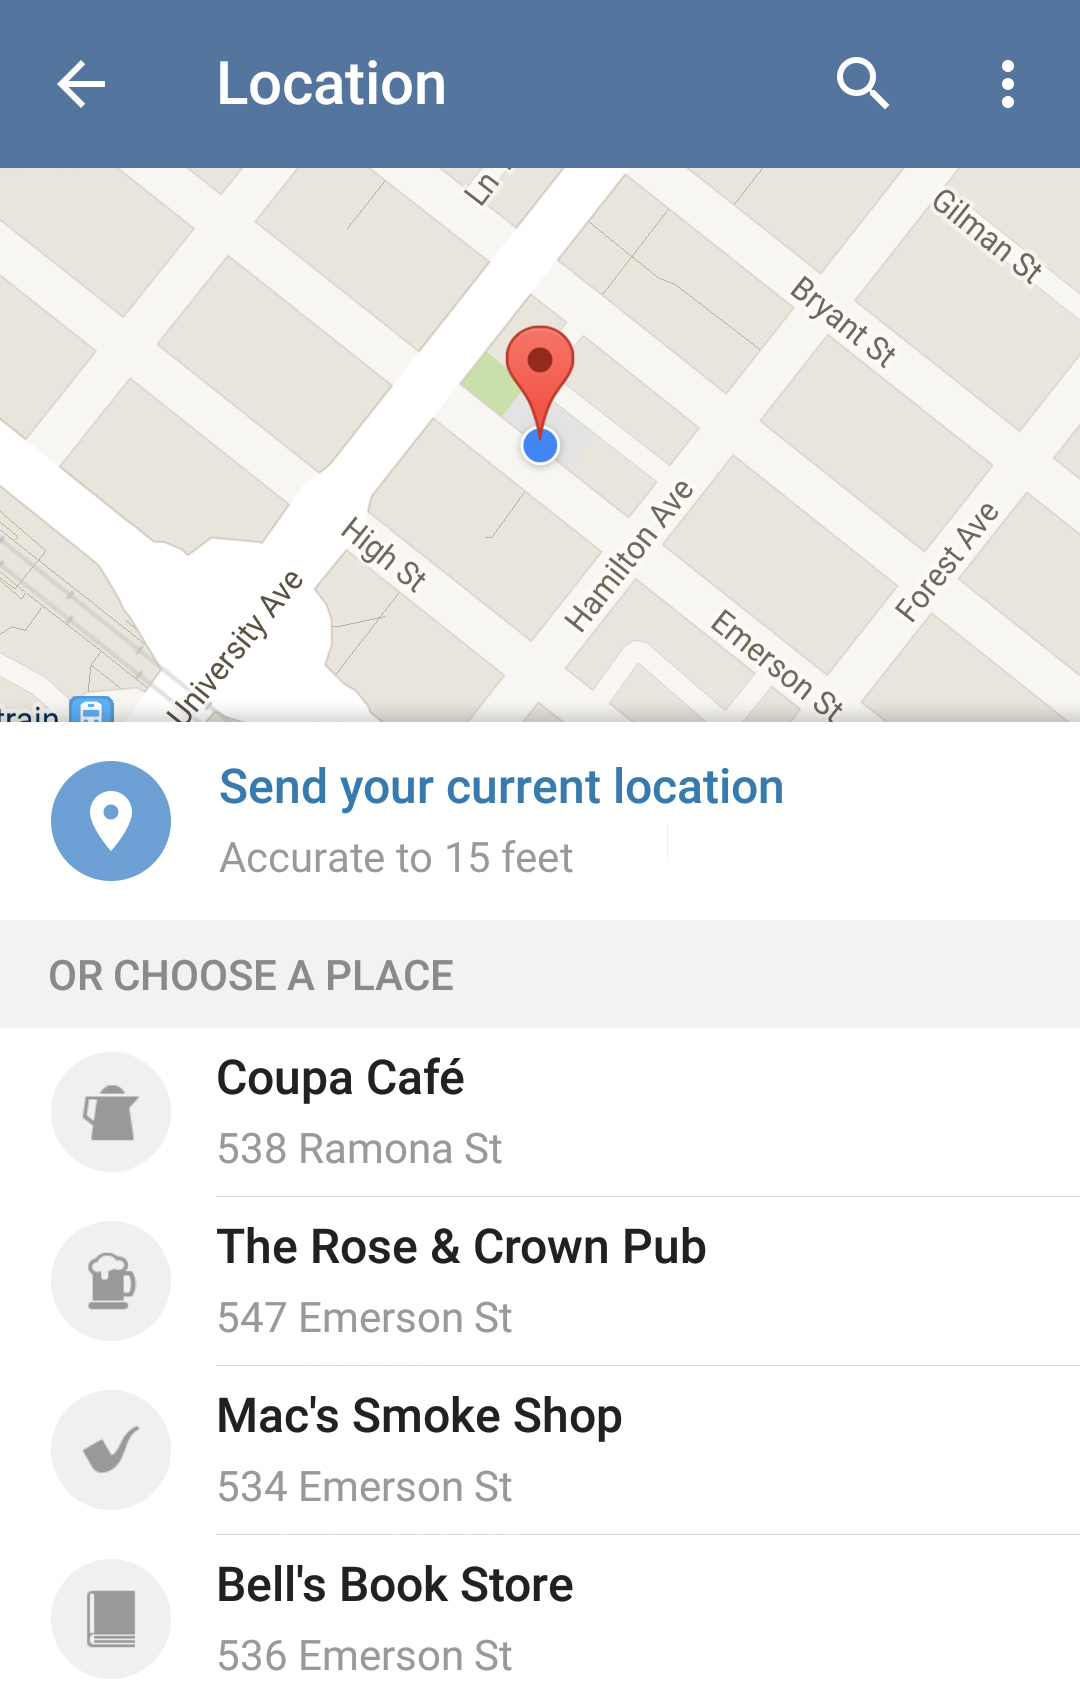 Location
Ln
Gilman St
Bryant St
High St
Hamilton Ave
Forest Ave
University Ave
Emerson St
train
Send your current location
Accurate to 15 feet
OR CHOOSE A PLACE
Coupa Café
538 Ramona St
The Rose & Crown Pub
547 Emerson St
Mac's Smoke Shop
534 Emerson St
Bell's Book Store
536 Emerson St